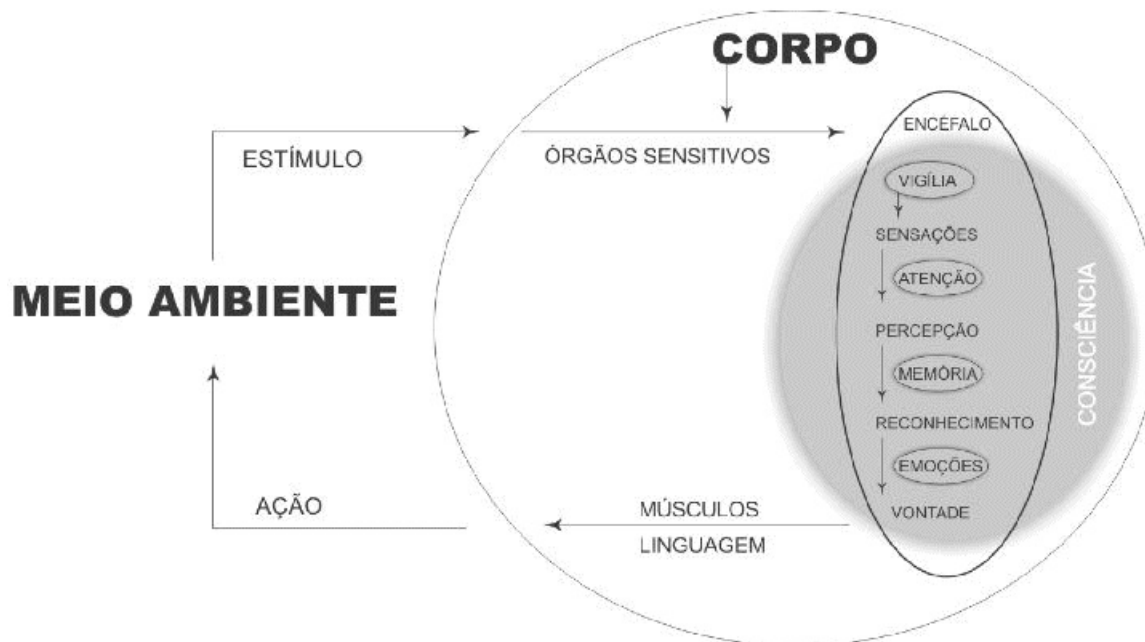 CORPO
ENCÉFALO
ESTÍMULO
ÓRGÃOS SENSITIVOS
VIGÍLIA
SENSAÇÕES
ATENÇÃO
MEIO AMBIENTE
PERCEPÇÃO
CONSCIÊNCIA
MEMÓRIA
RECONHECIMENTO
EMOÇÕES
AÇÃO
MÚSCULOS
VONTADE
LINGUAGEM